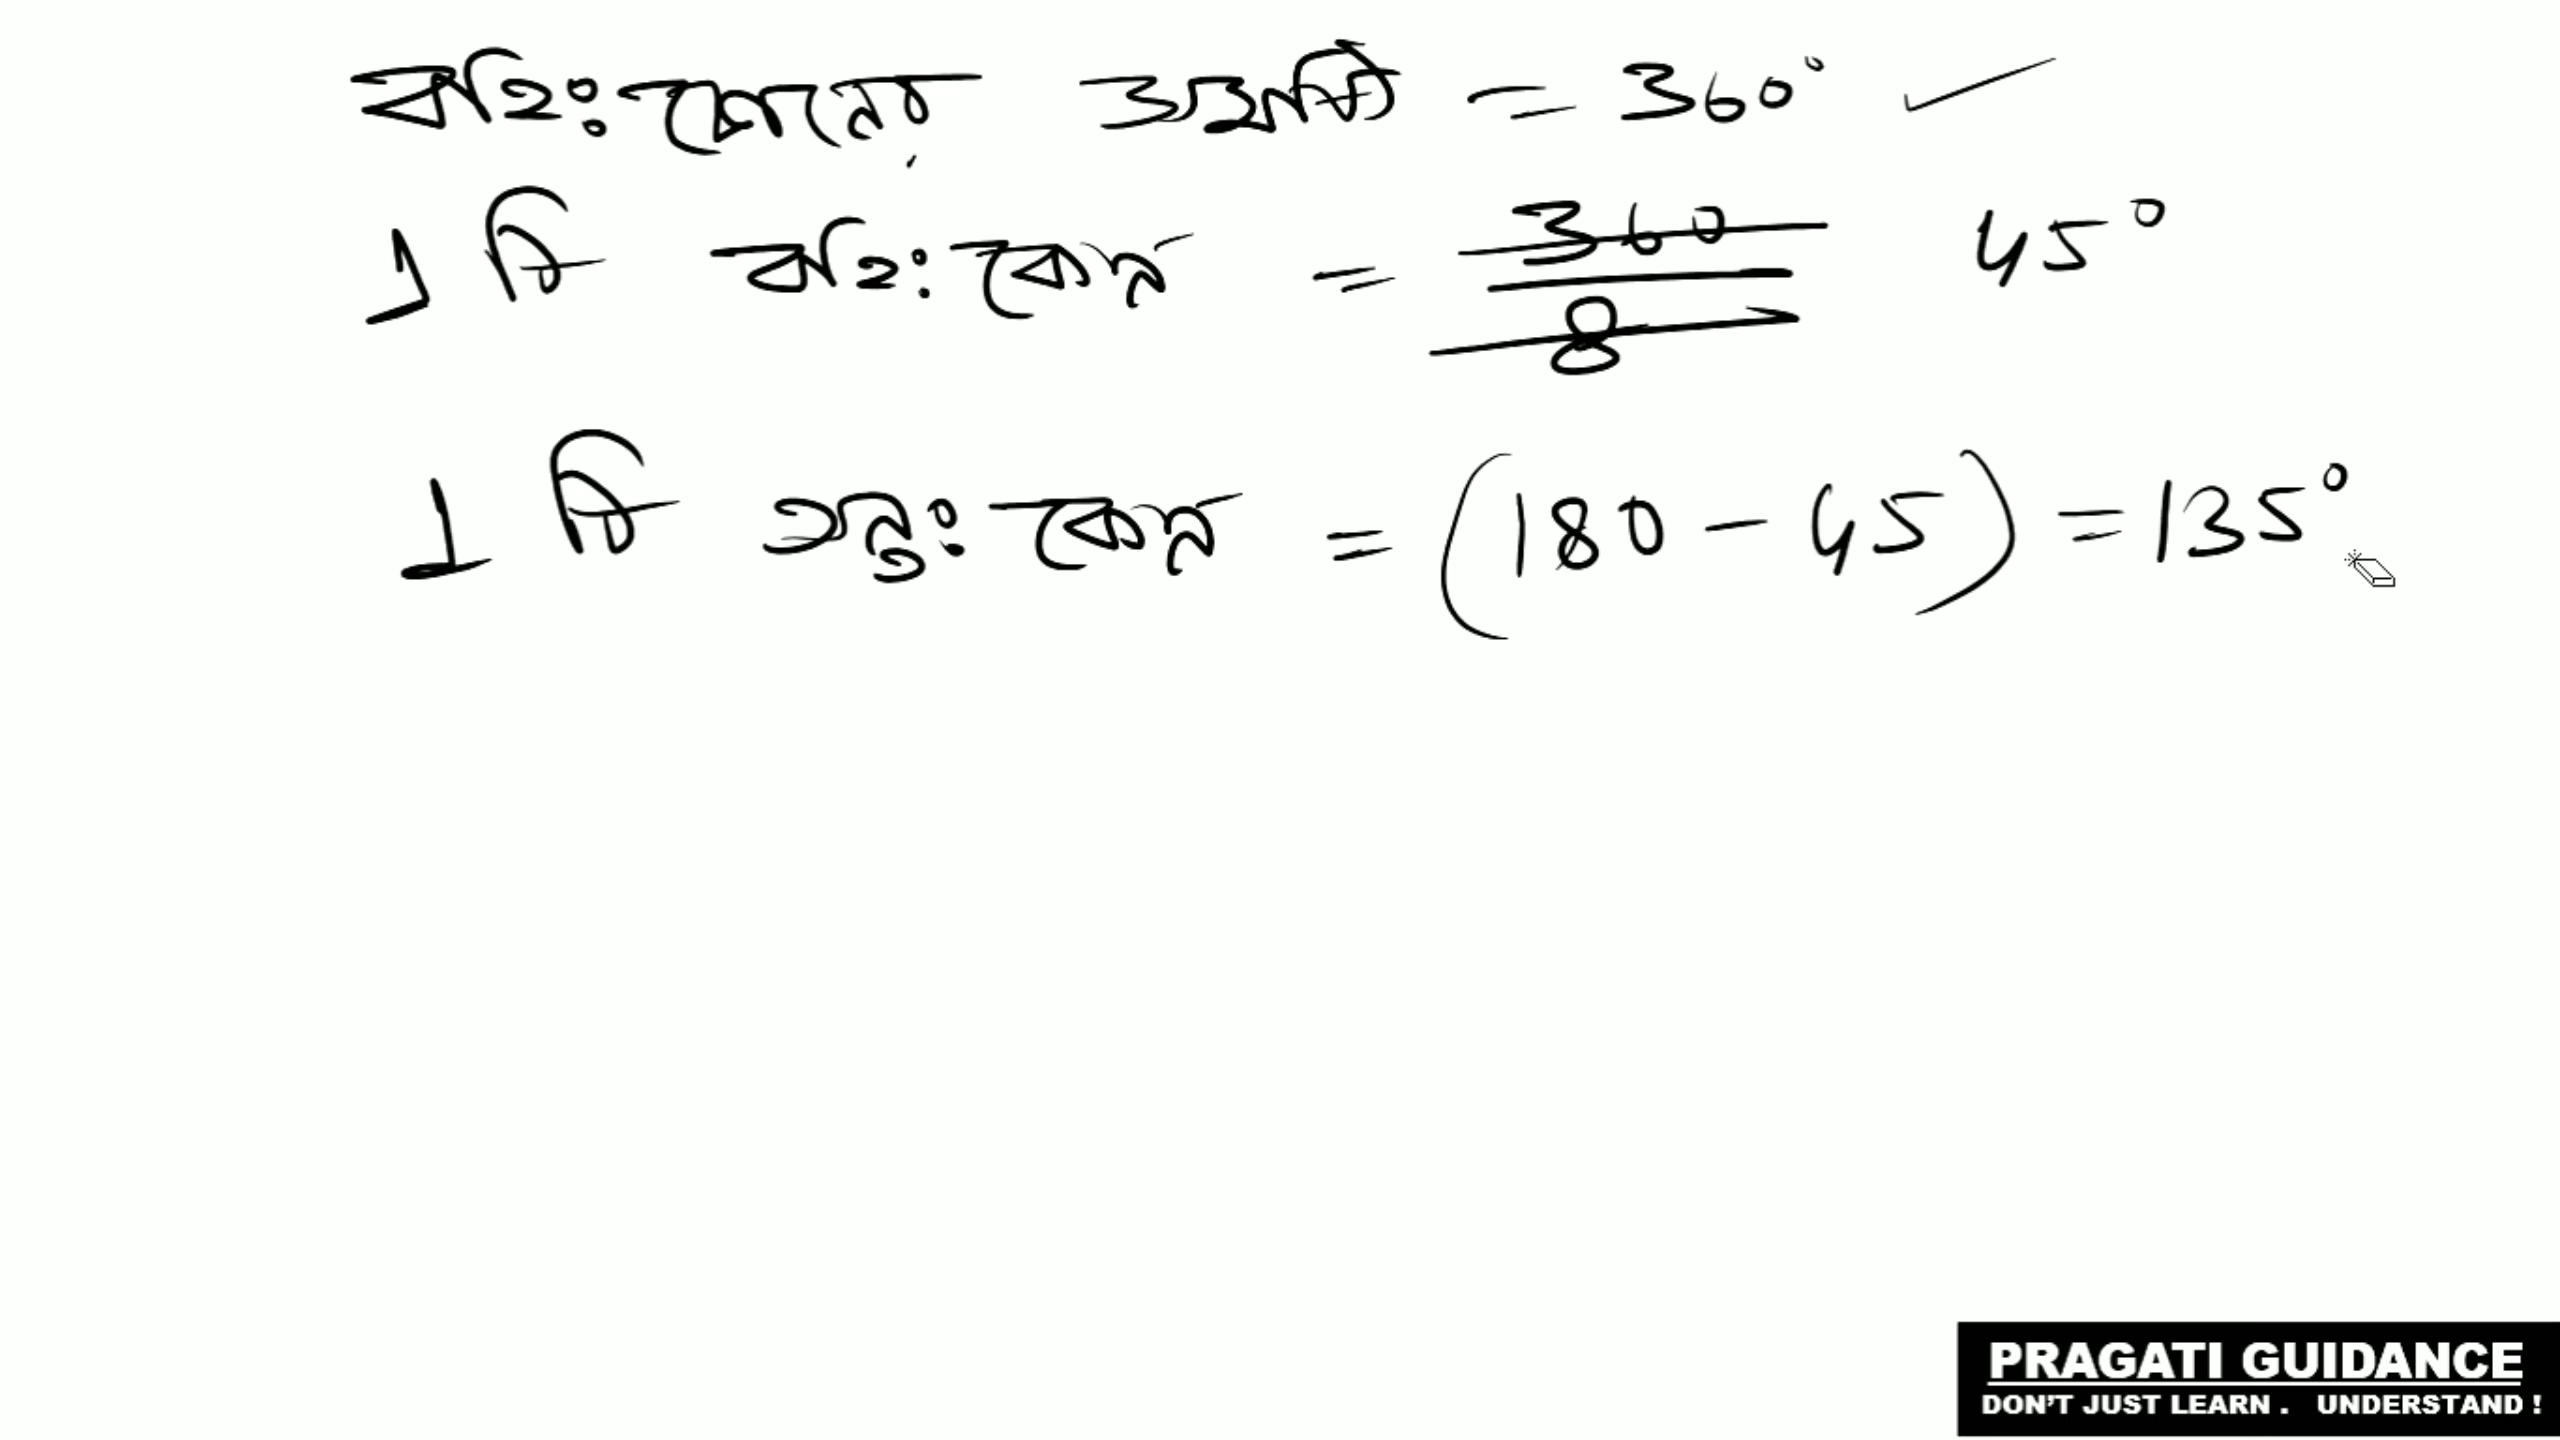 বহিঃকোনের সমষ্টি = 360° ✓
1 টি বহিঃকোন = 360/8 45°
1 টি অন্তঃকোন = (180 - 45) = 135°
PRAGATI GUIDANCE
DON'T JUST LEARN. UNDERSTAND!